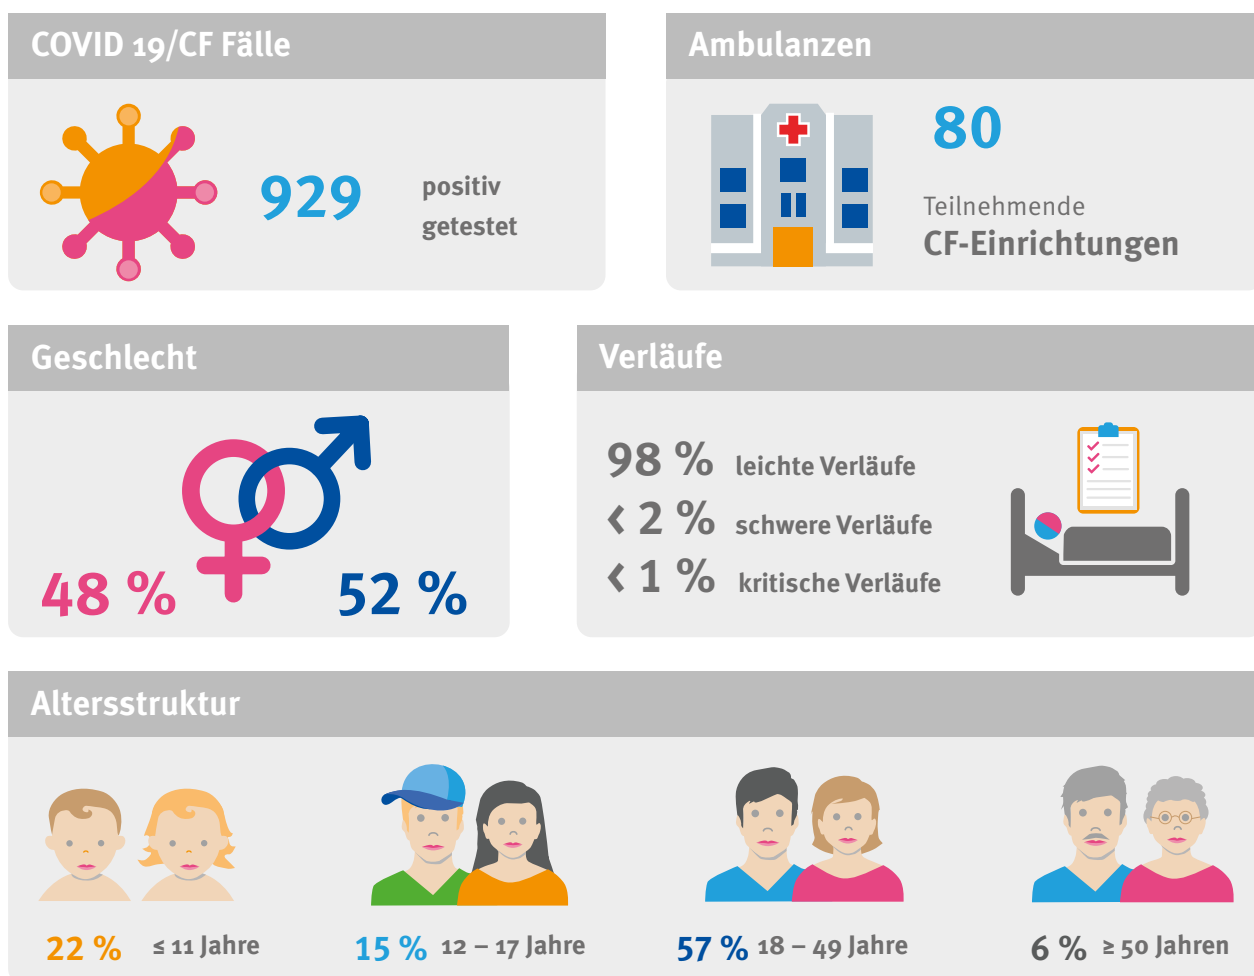 COVID 19/CF Fälle
929
positiv
getestet
Ambulanzen
80
Teilnehmende
CF-Einrichtungen
Geschlecht
48 %
52 %
Verläufe
98 % leichte Verläufe
< 2 % schwere Verläufe
< 1 % kritische Verläufe
Altersstruktur
22 % ≤ 11 Jahre
15 % 12 – 17 Jahre
57 % 18 – 49 Jahre
6 % ≥ 50 Jahren